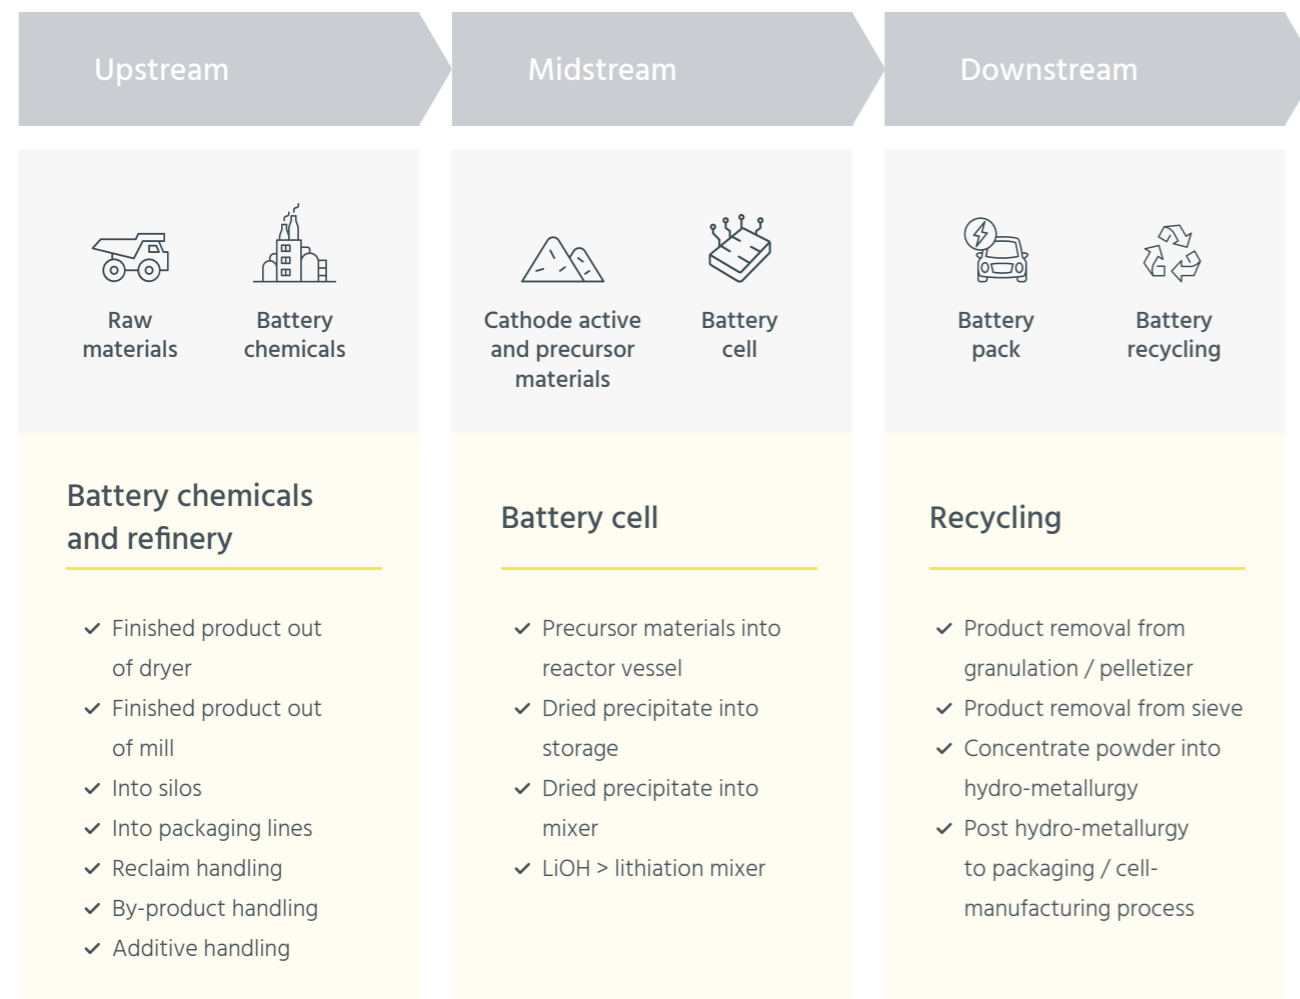 Upstream
Midstream
Downstream
Raw
materials
Battery
chemicals
Cathode active
and precursor
materials
Battery
cell
Battery
pack
Battery
recycling
Battery chemicals
and refinery
Finished product out
of dryer
Finished product out
of mill
Into silos
Into packaging lines
Reclaim handling
By-product handling
Additive handling
Battery cell
Precursor materials into
reactor vessel
Dried precipitate into
storage
Dried precipitate into
mixer
LiOH > lithiation mixer
Recycling
Product removal from
granulation / pelletizer
Product removal from sieve
Concentrate powder into
hydro-metallurgy
Post hydro-metallurgy
to packaging / cell-
manufacturing process